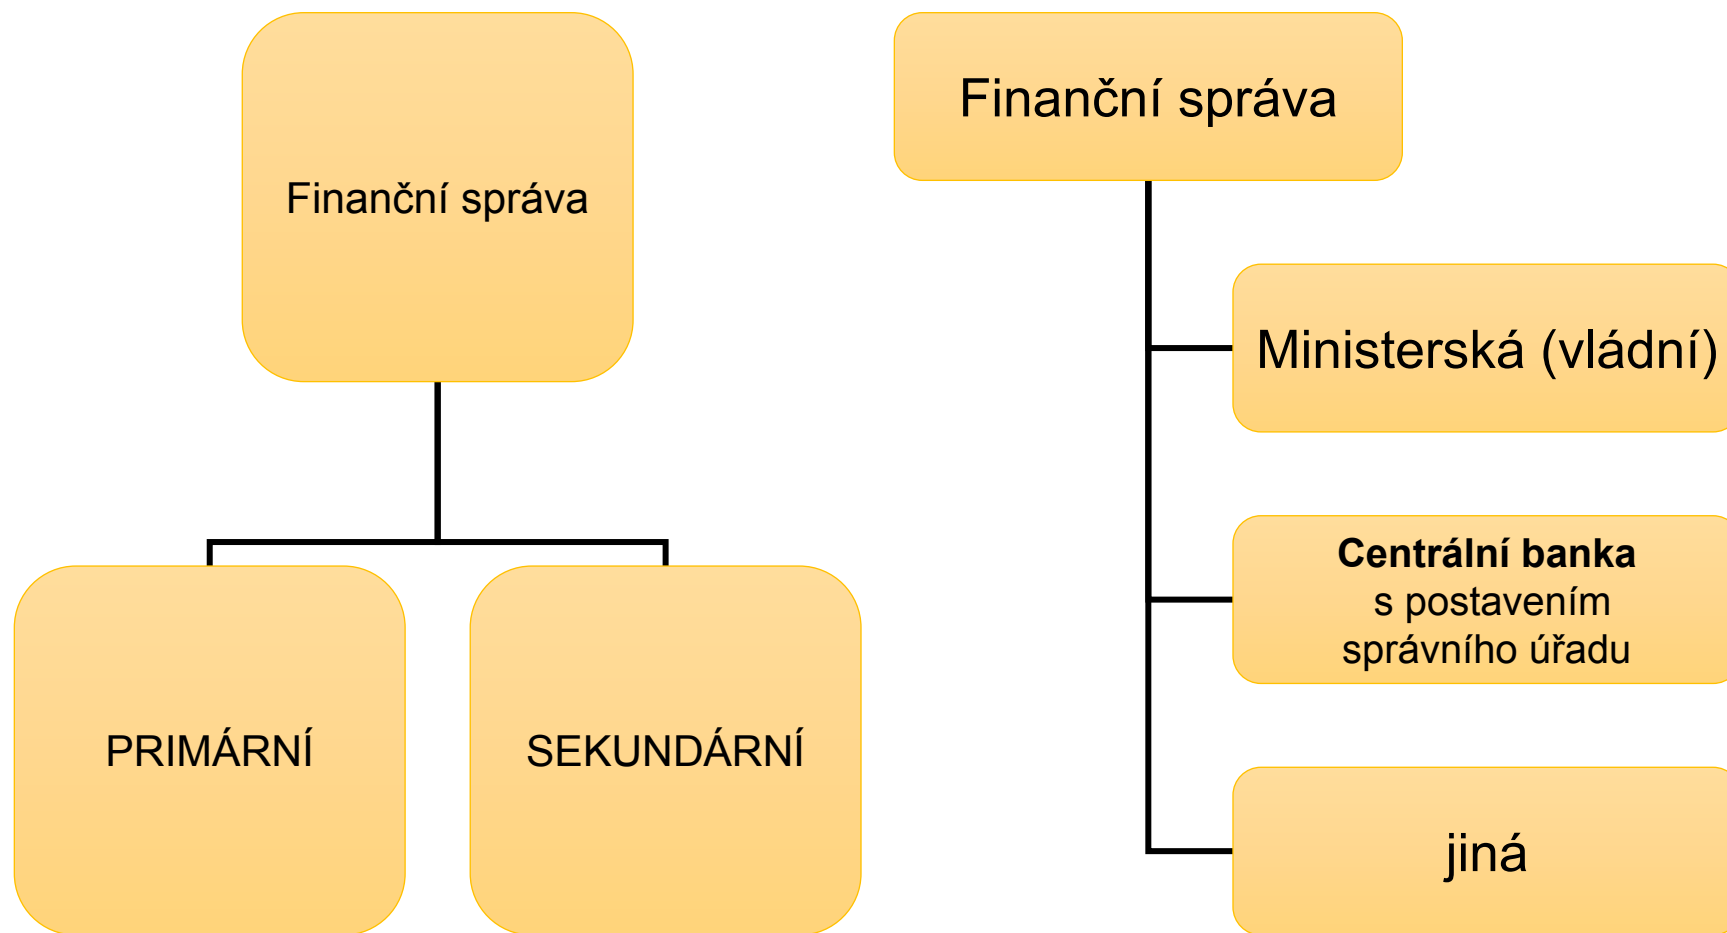 Finanční správa
PRIMÁRNÍ
SEKUNDÁRNÍ
Finanční správa
Ministerská (vládní)
Centrální banka
s postavením
správního úřadu
jiná